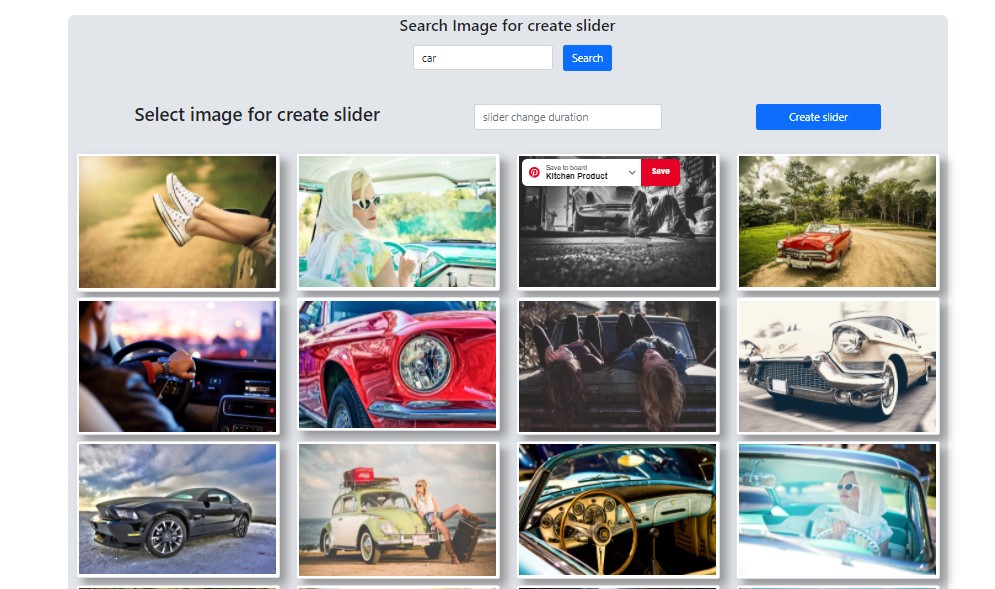 Search Image for create slider
car
Search
Select image for create slider
slider change duration
Create slider
Save to board
Kitchen Product
Save